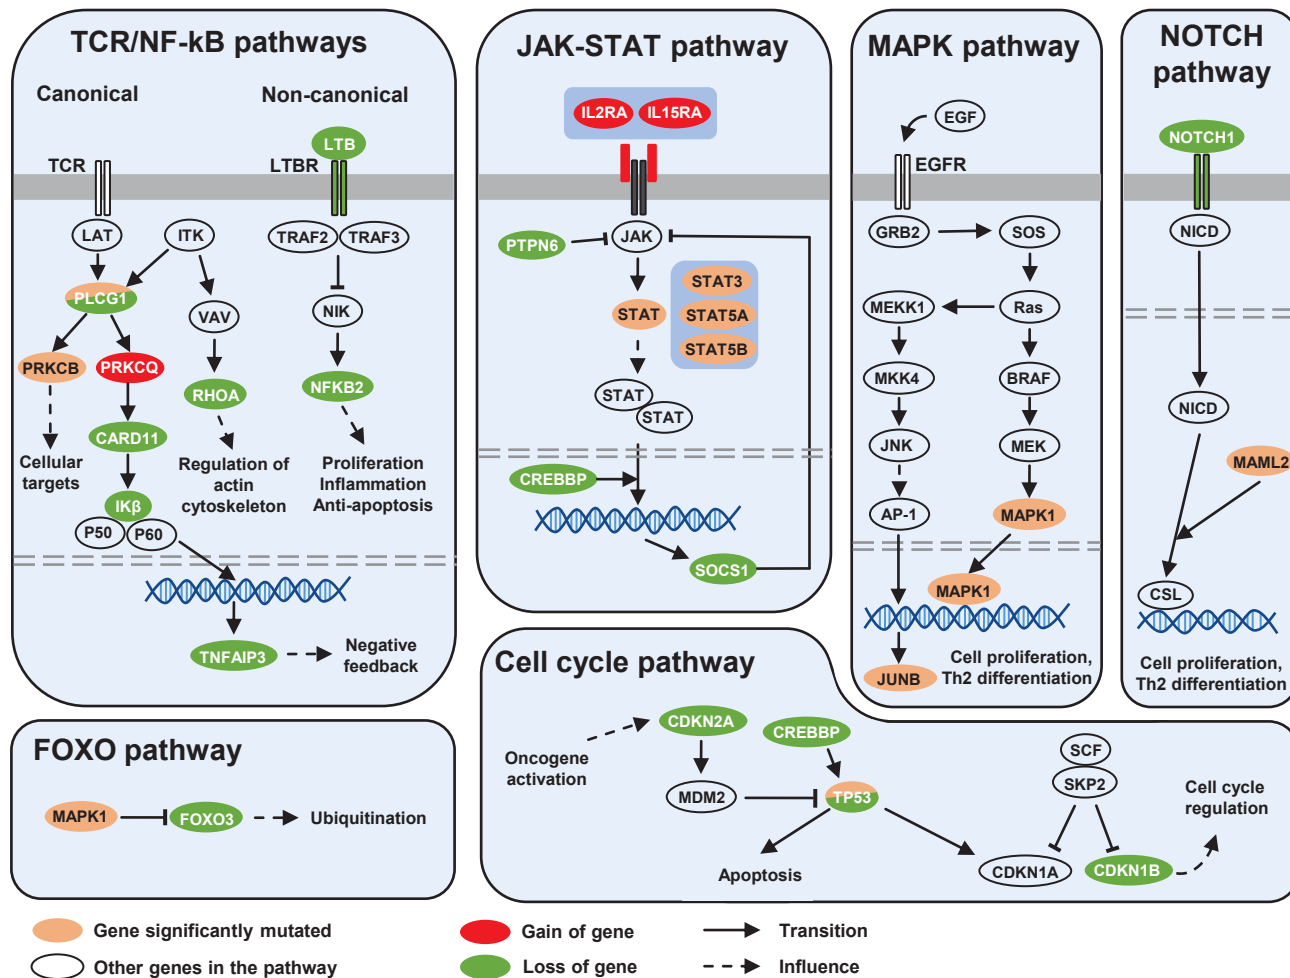 TCR/NF-kB pathways
Canonical
Non-canonical
LTB
TCR
LTBR
LAT
ITK
TRAF2
TRAF3
PLCG1
VAV
NIK
PRKCB
PRKCQ
RHOA
NFKB2
CARD11
Cellular
targets
Regulation of
actin
cytoskeleton
Proliferation
Inflammation
Anti-apoptosis
IKβ
P50
P60
TNFAIP3
Negative
feedback
JAK-STAT pathway
IL2RA
IL15RA
PTPN6
JAK
STAT
STAT3
STAT5A
STAT5B
STAT
STAT
CREBBP
SOCS1
MAPK pathway
EGF
EGFR
GRB2
SOS
MEKK1
Ras
MKK4
BRAF
JNK
MEK
AP-1
MAPK1
MAPK1
JUNB
Cell proliferation,
Th2 differentiation
NOTCH
pathway
NOTCH1
NICD
NICD
MAML2
CSL
Cell proliferation,
Th2 differentiation
FOXO pathway
MAPK1
FOXO3
Ubiquitination
Cell cycle pathway
Oncogene
activation
CDKN2A
CREBBP
MDM2
TP53
Apoptosis
SCF
SKP2
CDKN1A
CDKN1B
Cell cycle
regulation
Gene significantly mutated
Gain of gene
Transition
Other genes in the pathway
Loss of gene
Influence